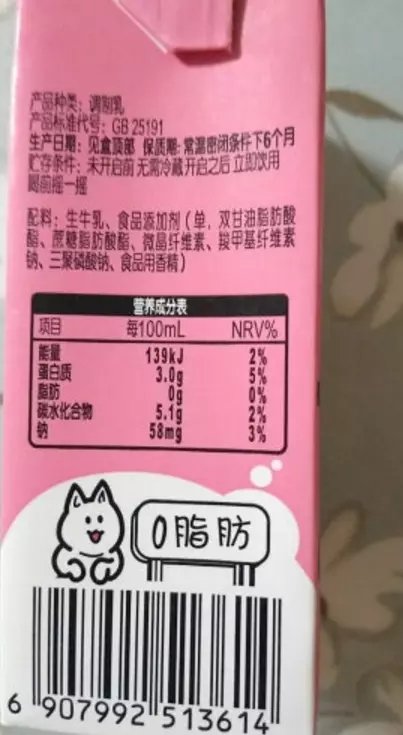 产品种类：调制乳
产品标准代号：GB 25191
生产日期：见盒顶部 保质期：常温密闭条件下6个月
贮存条件：未开启前无需冷藏开启之后立即饮用
喝前摇一摇
配料：生牛乳、食品添加剂（单，双甘油脂肪酸
酯、蔗糖脂肪酸酯、微晶纤维素、羧甲基纤维素
钠、三聚磷酸钠、食品用香精）
营养成分表
项目 每100mL NRV%
能量 139kJ 2%
蛋白质 3.0g 5%
脂肪 0g 0%
碳水化合物 5.1g 2%
钠 58mg 3%
0脂肪
6 907992 513614